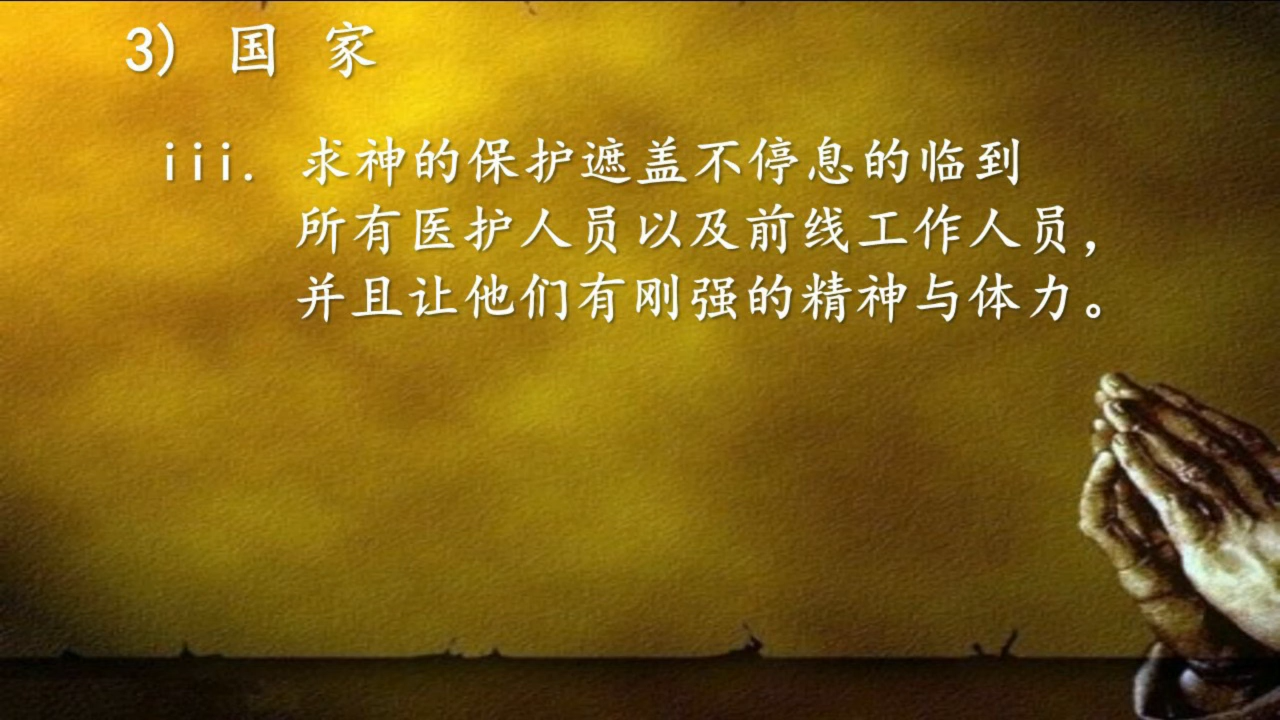 3) 国 家
iii. 求神的保护遮盖不停息的临到
所有医护人员以及前线工作人员，
并且让他们有刚强的精神与体力。